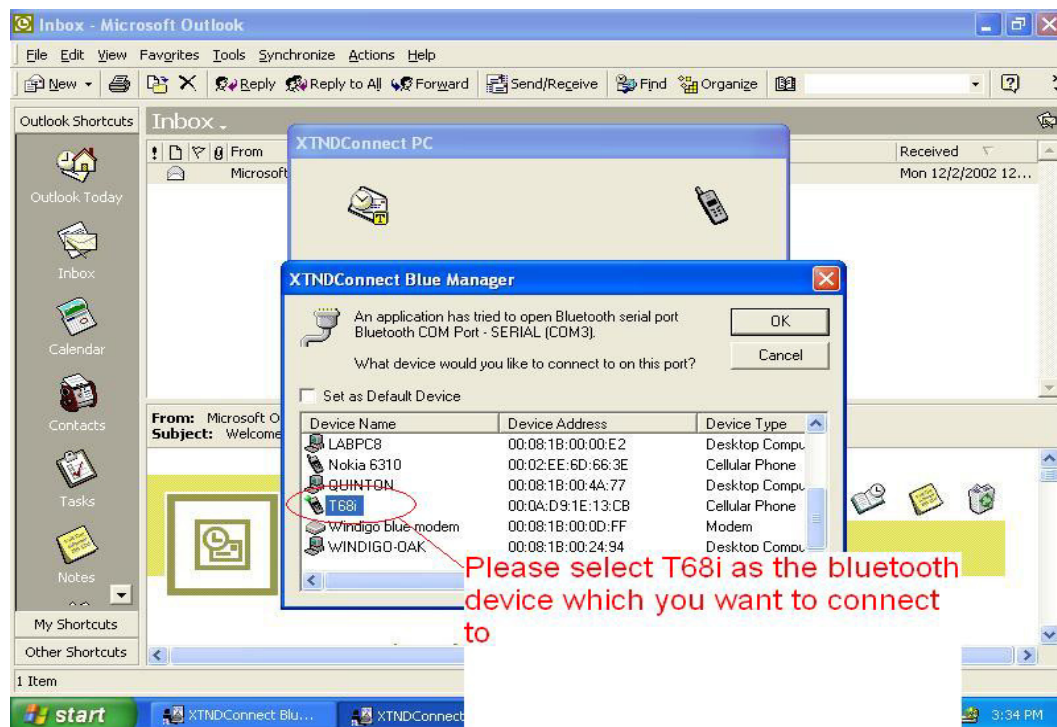 Inbox - Microsoft Outlook
File Edit View Favorites Tools Synchronize Actions Help
New Reply Reply to All Forward Send/Receive Find Organize
Outlook Shortcuts
Inbox
From Received
Microsoft Mon 12/2/2002 12...
Outlook Today
Inbox
Calendar
Contacts
Tasks
Notes
My Shortcuts
Other Shortcuts
XTNDConnect PC
XTNDConnect Blue Manager
An application has tried to open Bluetooth serial port
Bluetooth COM Port - SERIAL (COM3).
What device would you like to connect to on this port?
OK
Cancel
Set as Default Device
Device Name Device Address Device Type
LABPC8 00:08:1B:00:00:E2 Desktop Compu
Nokia 6310 00:02:EE:6D:66:3E Cellular Phone
QUINTON 00:08:1B:00:4A:77 Desktop Compu
T68i 00:0A:D9:1E:13:CB Cellular Phone
Windigo blue modem 00:08:1B:00:0D:FF Modem
WINDIGO-OAK 00:08:1B:00:24:94 Desktop Compu
From: Microsoft O
Subject: Welcome
Please select T68i as the bluetooth
device which you want to connect
to
1 Item
start XTNDConnect Blu... XTNDConnect 3:34 PM